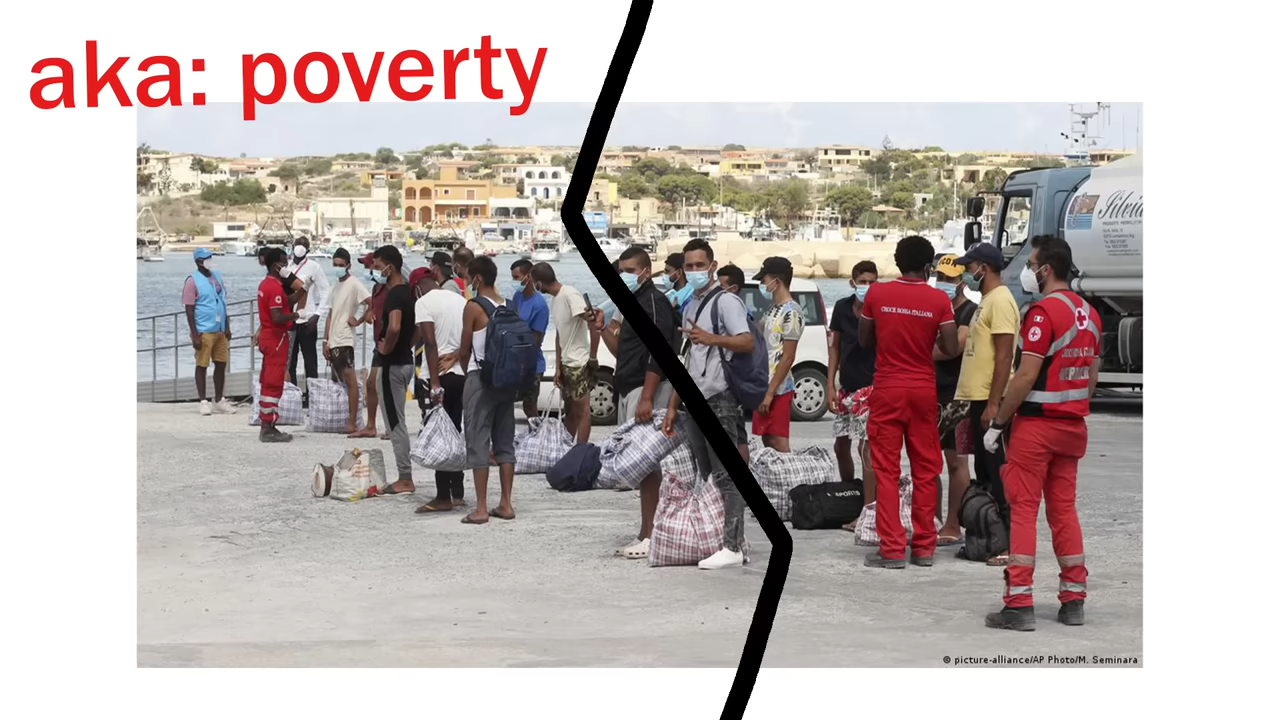 aka: poverty
Silvia
CROCE ROSSA ITALIANA
SPORTS
© picture-alliance/AP Photo/M. Seminara